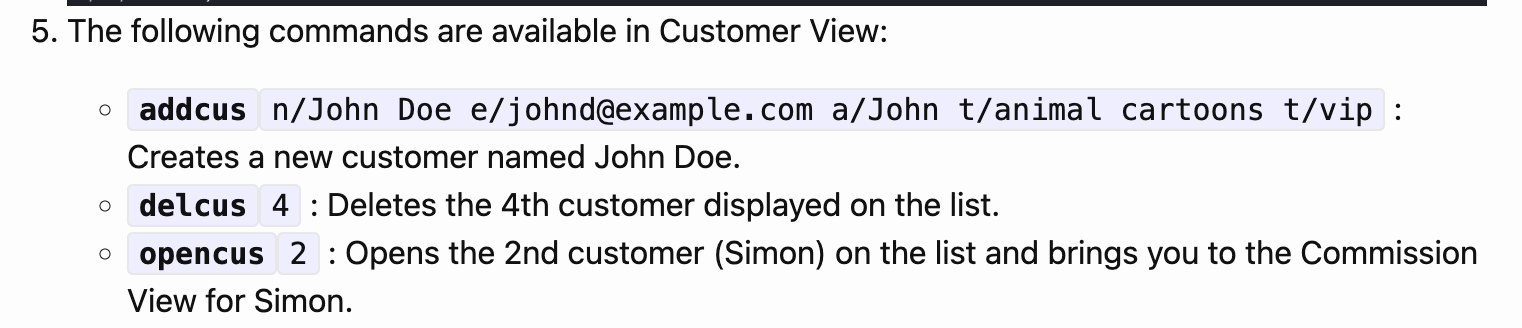 5. The following commands are available in Customer View:
addcus n/John Doe e/johnd@example.com a/John t/animal cartoons t/vip :
Creates a new customer named John Doe.
delcus 4 : Deletes the 4th customer displayed on the list.
opencus 2 : Opens the 2nd customer (Simon) on the list and brings you to the Commission
View for Simon.